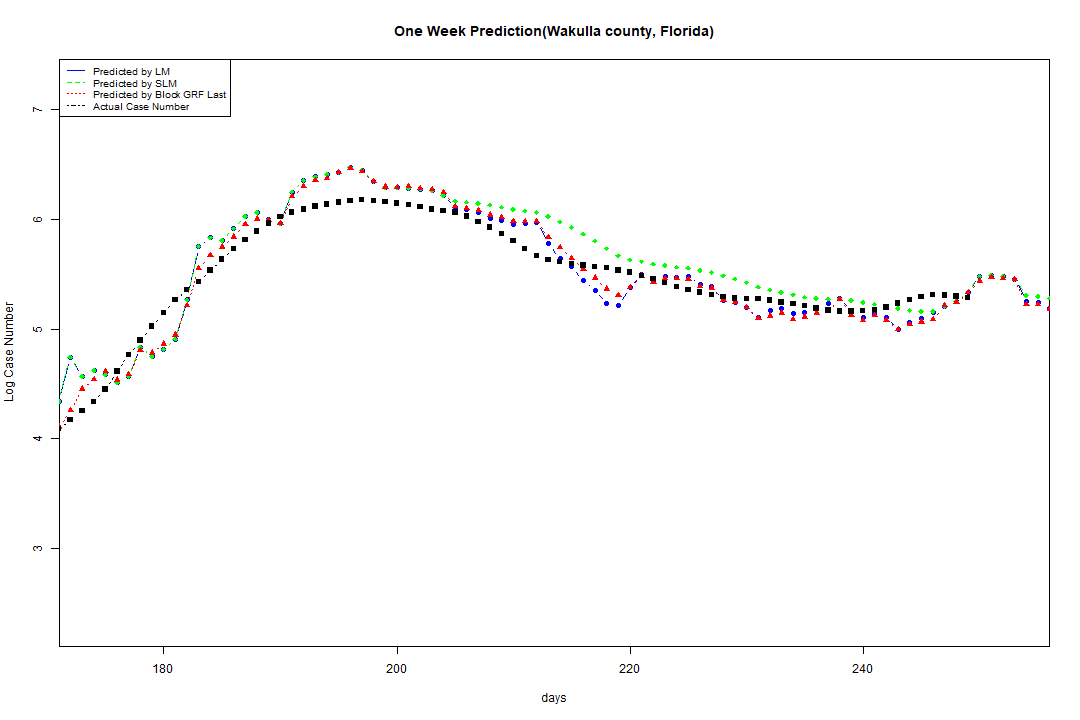 One Week Prediction(Wakulla county, Florida)
Predicted by LM
Predicted by SLM
Predicted by Block GRF Last
Actual Case Number
7
6
5
4
3
Log Case Number
180 200 220 240
days